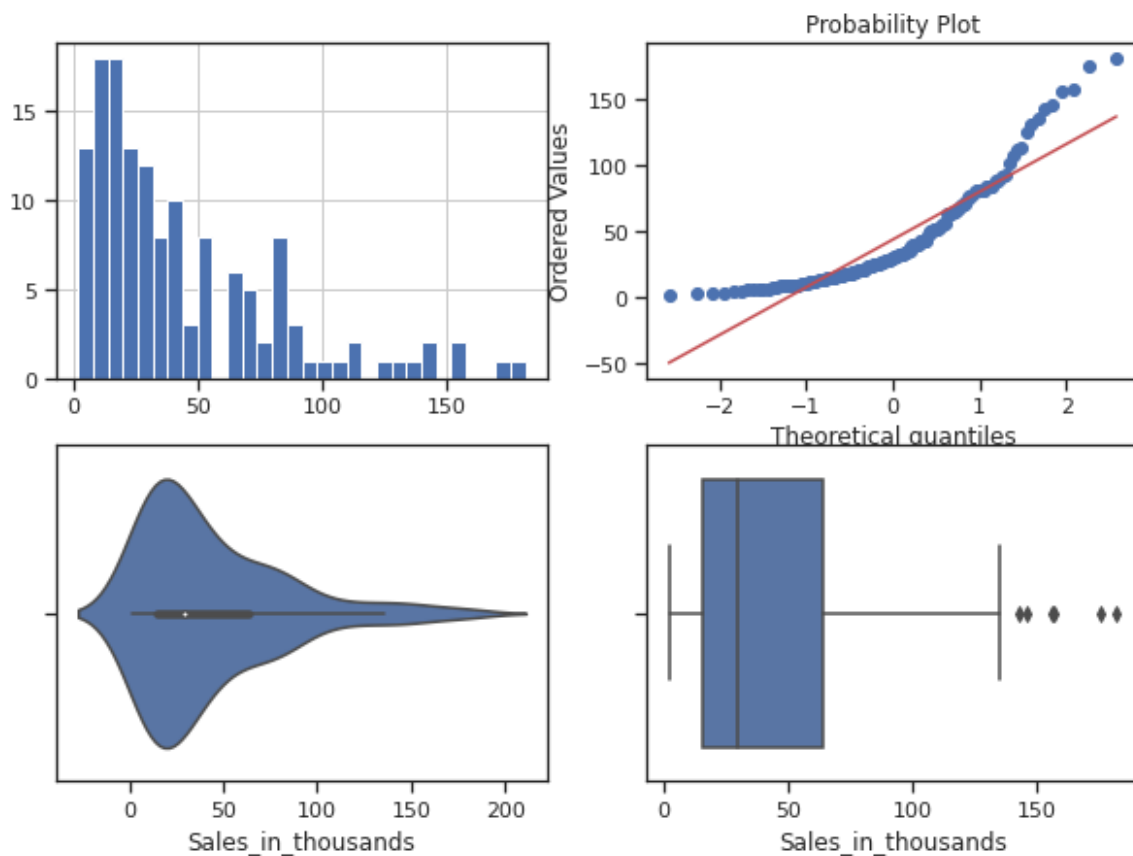 Probability Plot
15
10
5
0
0 50 100 150
Ordered Values
150
100
50
0
−50
−2 −1 0 1 2
Theoretical quantiles
0 50 100 150 200
Sales_in_thousands
0 50 100 150
Sales_in_thousands